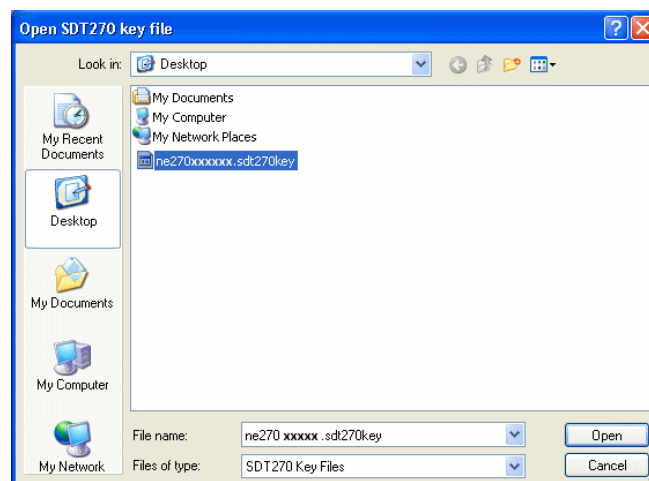 Open SDT270 key file
Look in:
Desktop
My Recent
Documents
Desktop
My Documents
My Computer
My Network
My Documents
My Computer
My Network Places
ne270xxxxxx.sdt270key
File name:
ne270 xxxxx .sdt270key
Open
Files of type:
SDT270 Key Files
Cancel